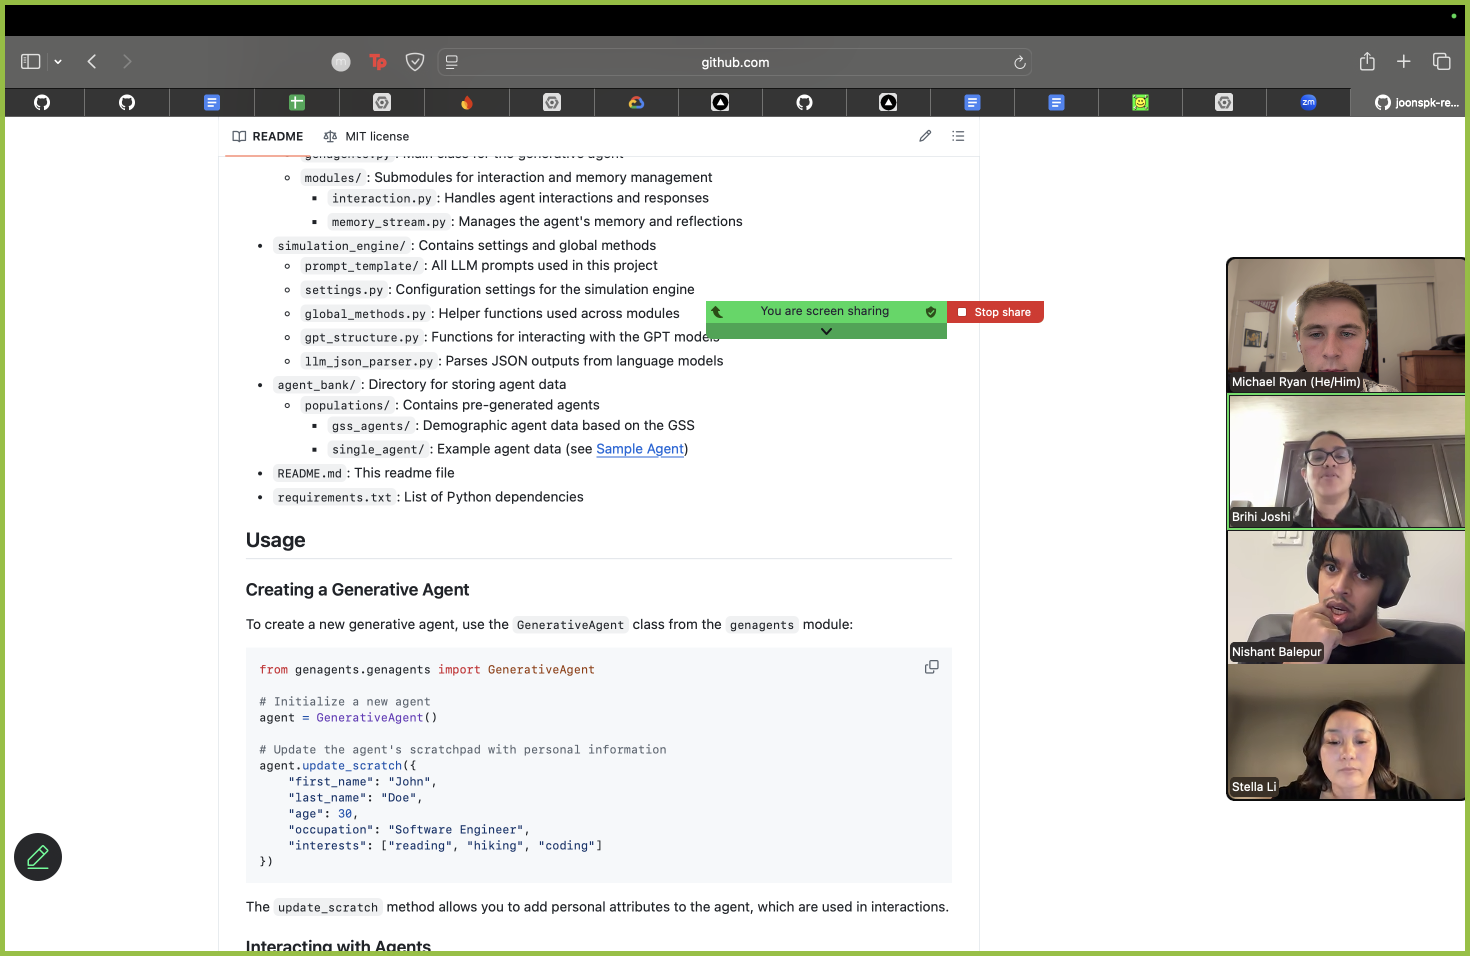 github.com
joonspk-re...
README
MIT license
genagents.py : Main class for the generative agent
modules/ : Submodules for interaction and memory management
interaction.py : Handles agent interactions and responses
memory_stream.py : Manages the agent's memory and reflections
simulation_engine/ : Contains settings and global methods
prompt_template/ : All LLM prompts used in this project
settings.py : Configuration settings for the simulation engine
global_methods.py : Helper functions used across modules
You are screen sharing
Stop share
gpt_structure.py : Functions for interacting with the GPT models
llm_json_parser.py : Parses JSON outputs from language models
agent_bank/ : Directory for storing agent data
populations/ : Contains pre-generated agents
gss_agents/ : Demographic agent data based on the GSS
single_agent/ : Example agent data (see Sample Agent)
README.md : This readme file
requirements.txt : List of Python dependencies
Usage
Creating a Generative Agent
To create a new generative agent, use the GenerativeAgent class from the genagents module:
from genagents.genagents import GenerativeAgent
# Initialize a new agent
agent = GenerativeAgent()
# Update the agent's scratchpad with personal information
agent.update_scratch({
"first_name": "John",
"last_name": "Doe",
"age": 30,
"occupation": "Software Engineer",
"interests": ["reading", "hiking", "coding"]
})
The update_scratch method allows you to add personal attributes to the agent, which are used in interactions.
Interacting with Agents
Michael Ryan (He/Him)
Brihi Joshi
Nishant Balepur
Stella Li
m
Tp
zm